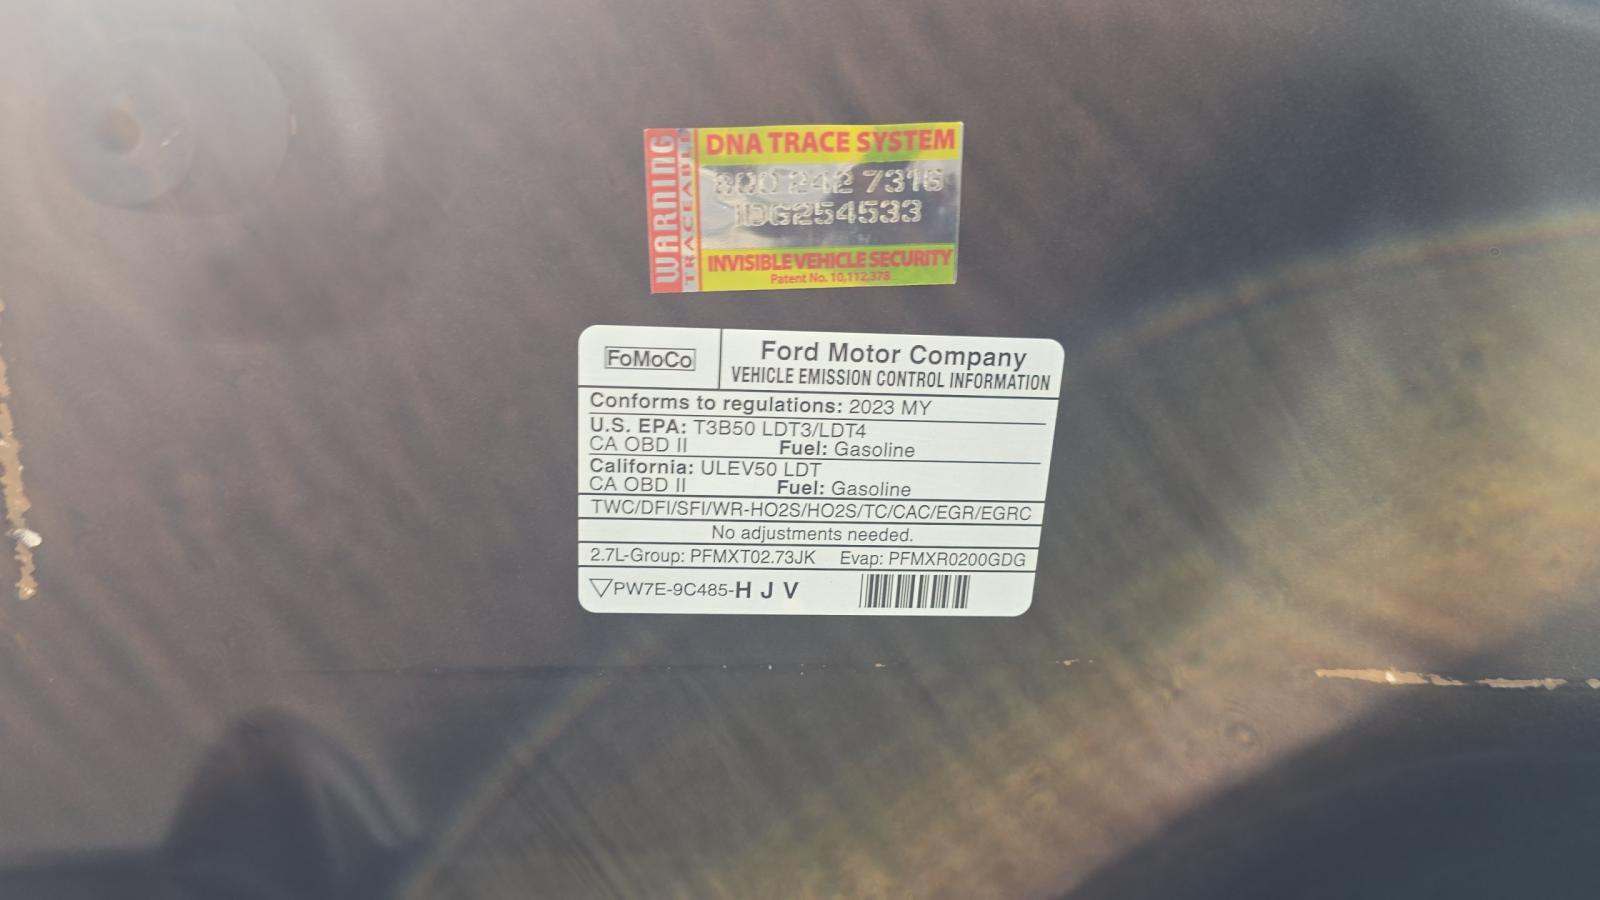 WARNING
TRACEABLE
DNA TRACE SYSTEM
800 242 7316
1DG254533
INVISIBLE VEHICLE SECURITY
Patent No. 10,112,378
FoMoCo
Ford Motor Company
VEHICLE EMISSION CONTROL INFORMATION
Conforms to regulations: 2023 MY
U.S. EPA: T3B50 LDT3/LDT4
CA OBD II Fuel: Gasoline
California: ULEV50 LDT
CA OBD II Fuel: Gasoline
TWC/DFI/SFI/WR-HO2S/HO2S/TC/CAC/EGR/EGRC
No adjustments needed.
2.7L-Group: PFMXT02.73JK Evap: PFMXR0200GDG
PW7E-9C485-H J V